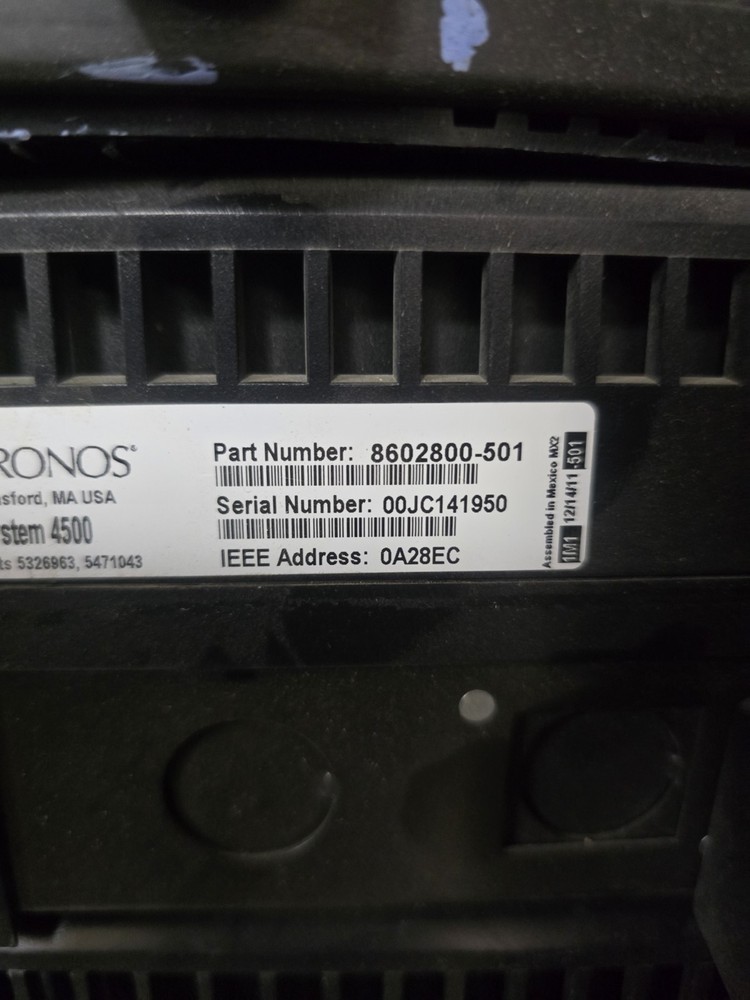 RONOS®
sford, MA USA
stem 4500
ts 5326963, 5471043
Part Number: 8602800-501
Serial Number: 00JC141950
IEEE Address: 0A28EC
Assembled in Mexico MX2
1M1 12/14/11 -501